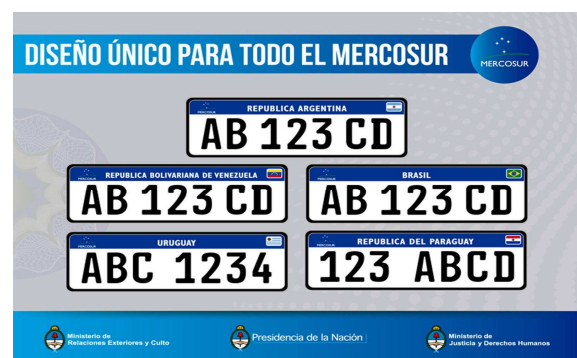 DISEÑO ÚNICO PARA TODO EL MERCOSUR
MERCOSUR
REPUBLICA ARGENTINA
AB 123 CD
REPUBLICA BOLIVARIANA DE VENEZUELA
AB 123 CD
BRASIL
AB 123 CD
URUGUAY
ABC 1234
REPUBLICA DEL PARAGUAY
123 ABCD
Ministerio de
Relaciones Exteriores y Culto
Presidencia de la Nación
Ministerio de
Justicia y Derechos Humanos